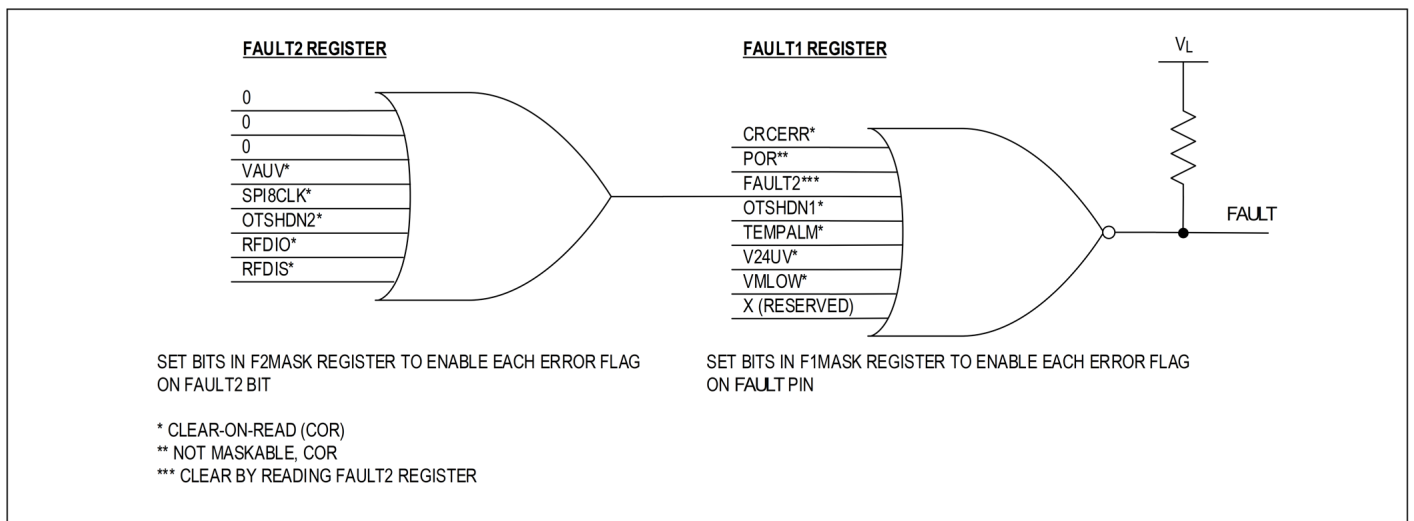 FAULT2 REGISTER
0
0
0
VAUV*
SPI8CLK*
OTSHDN2*
RFDIO*
RFDIS*
SET BITS IN F2MASK REGISTER TO ENABLE EACH ERROR FLAG
ON FAULT2 BIT
* CLEAR-ON-READ (COR)
** NOT MASKABLE, COR
*** CLEAR BY READING FAULT2 REGISTER
FAULT1 REGISTER
CRCERR*
POR**
FAULT2***
OTSHDN1*
TEMPALM*
V24UV*
VMLOW*
X (RESERVED)
SET BITS IN F1MASK REGISTER TO ENABLE EACH ERROR FLAG
ON FAULT PIN
VL
FAULT